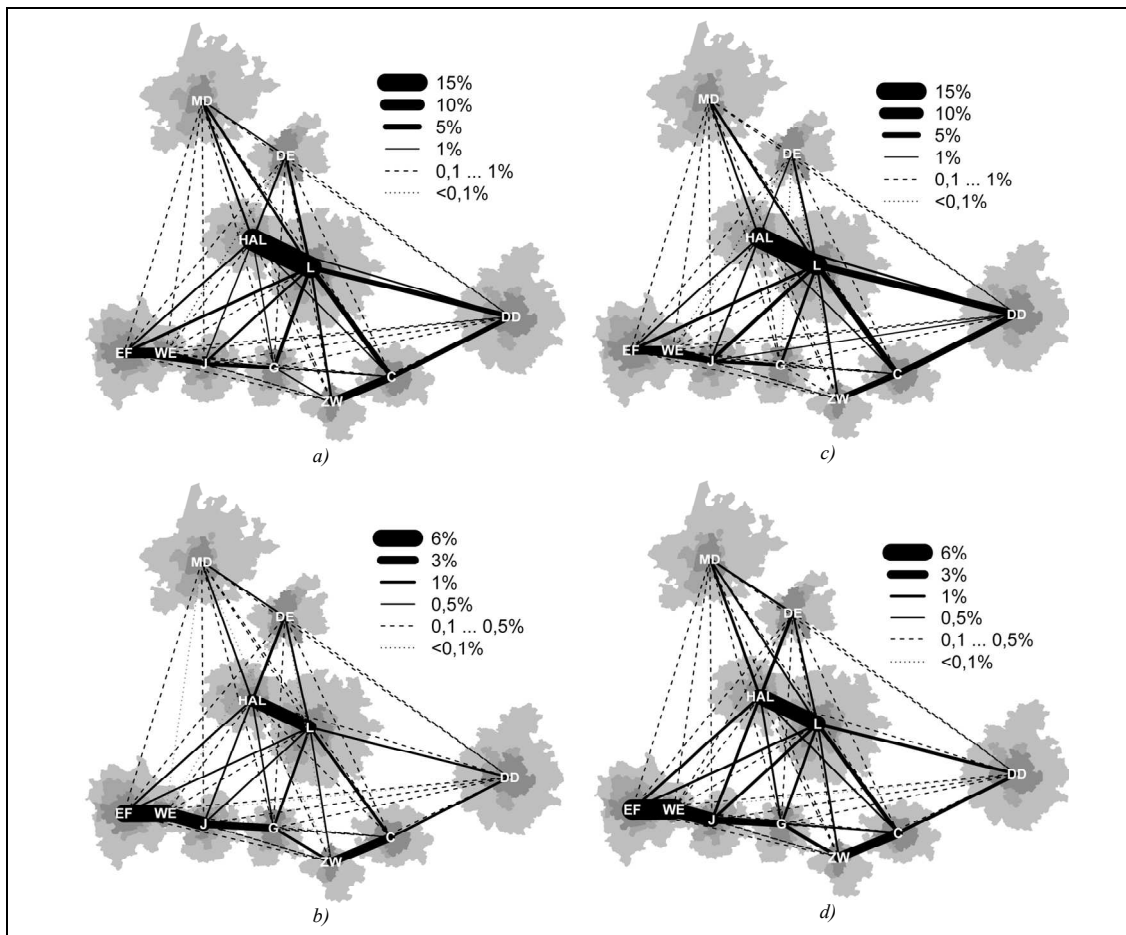 MD
15%
10%
5%
1%
0,1 ... 1%
<0,1%
DE
HAL
L
DD
EF
WE
J
G
C
ZW
a)
MD
15%
10%
5%
1%
0,1 ... 1%
<0,1%
DE
HAL
L
DD
EF
WE
J
G
C
ZW
c)
MD
6%
3%
1%
0,5%
0,1 ... 0,5%
<0,1%
DE
HAL
L
DD
EF
WE
J
G
C
ZW
b)
MD
6%
3%
1%
0,5%
0,1 ... 0,5%
<0,1%
DE
HAL
L
DD
EF
WE
J
G
C
ZW
d)